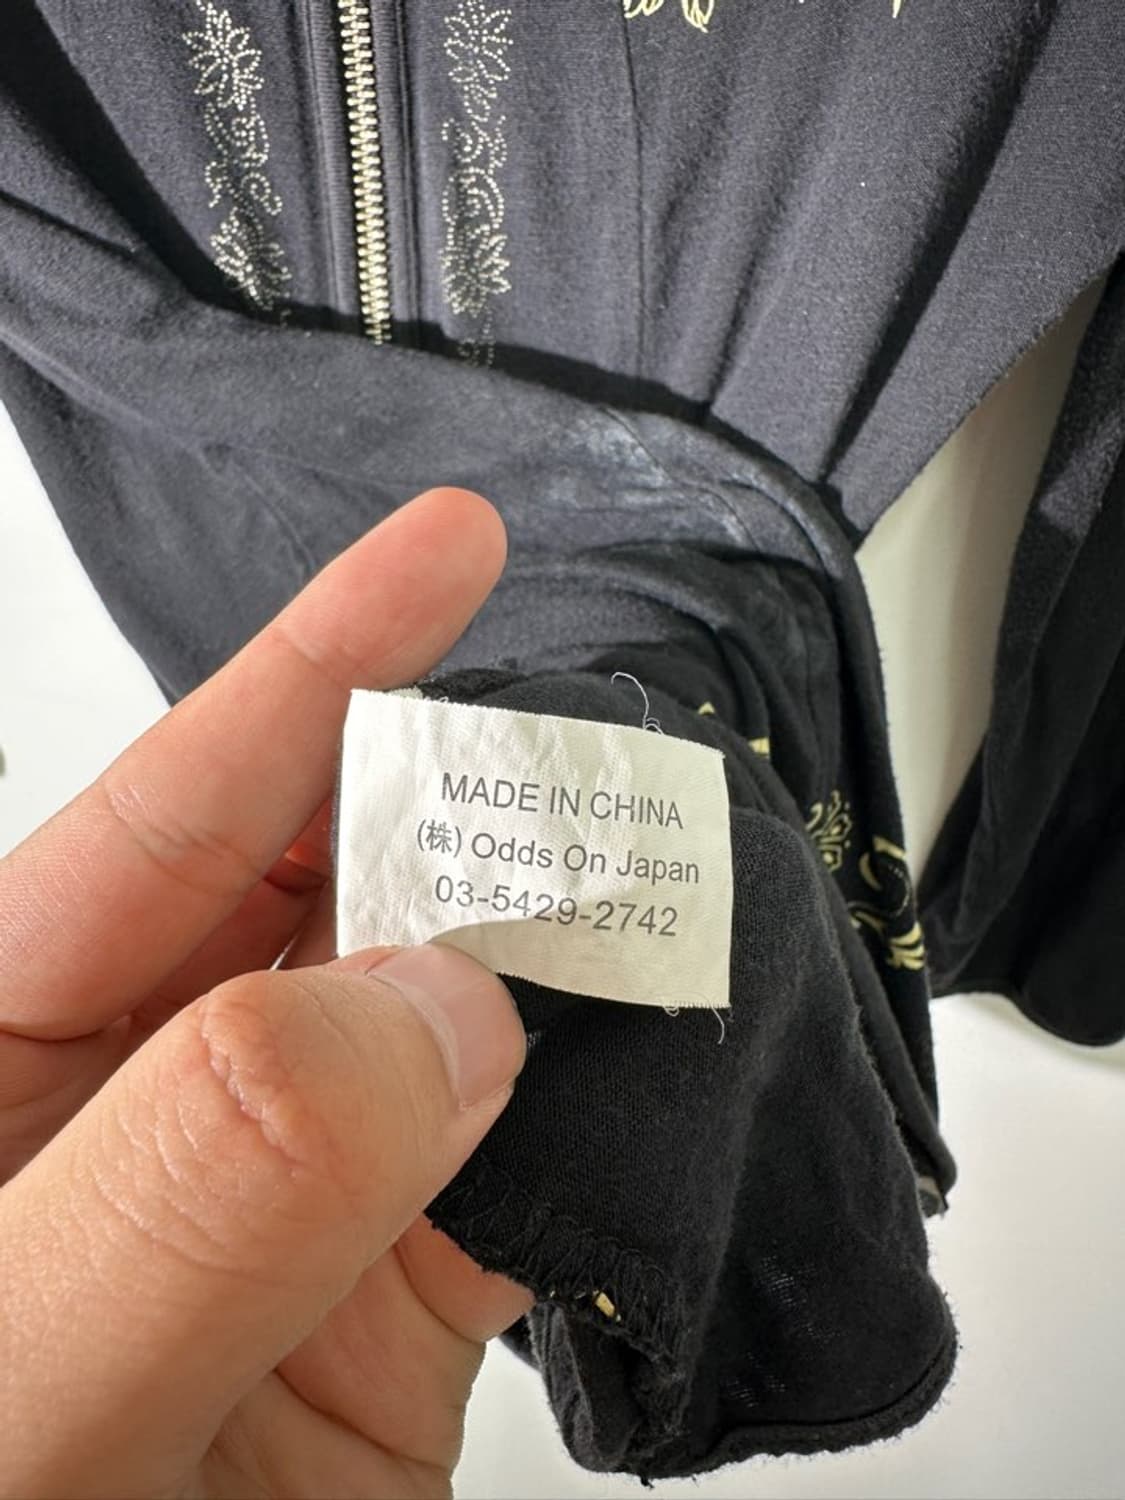 MADE IN CHINA
(株) Odds On Japan
03-5429-2742